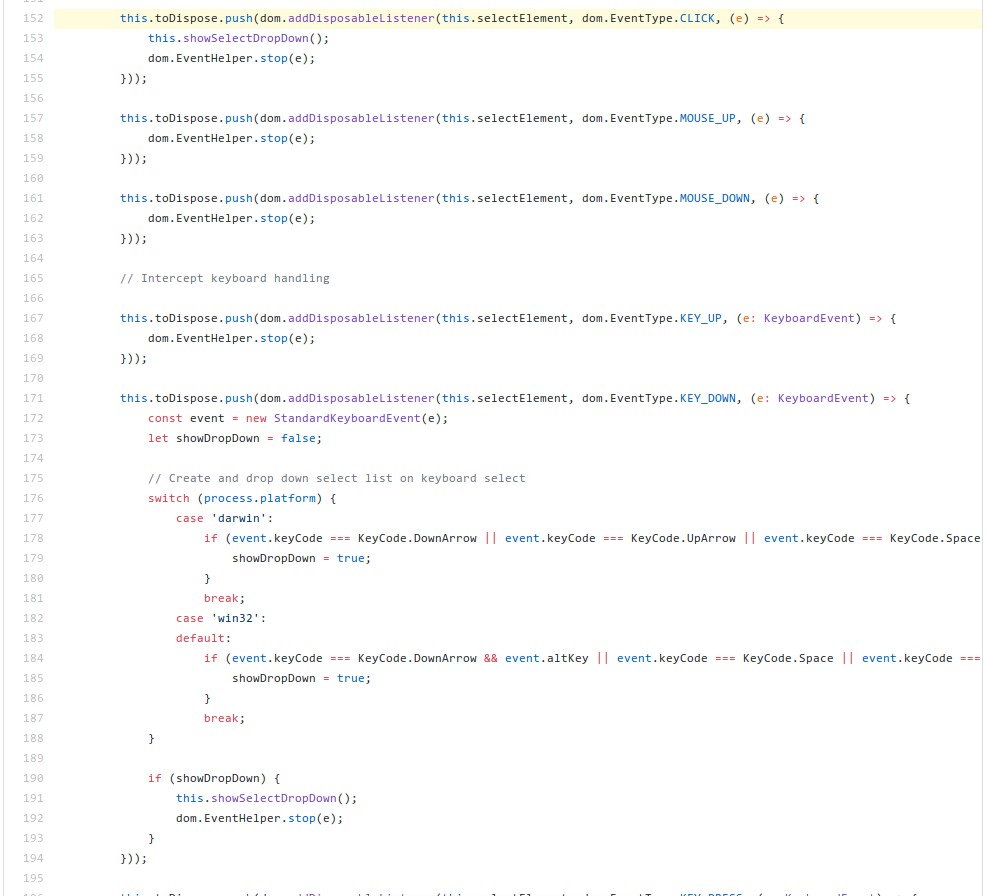 152 this.toDispose.push(dom.addDisposableListener(this.selectElement, dom.EventType.CLICK, (e) => {
153 this.showSelectDropDown();
154 dom.EventHelper.stop(e);
155 }));
156
157 this.toDispose.push(dom.addDisposableListener(this.selectElement, dom.EventType.MOUSE_UP, (e) => {
158 dom.EventHelper.stop(e);
159 }));
160
161 this.toDispose.push(dom.addDisposableListener(this.selectElement, dom.EventType.MOUSE_DOWN, (e) => {
162 dom.EventHelper.stop(e);
163 }));
164
165 // Intercept keyboard handling
166
167 this.toDispose.push(dom.addDisposableListener(this.selectElement, dom.EventType.KEY_UP, (e: KeyboardEvent) => {
168 dom.EventHelper.stop(e);
169 }));
170
171 this.toDispose.push(dom.addDisposableListener(this.selectElement, dom.EventType.KEY_DOWN, (e: KeyboardEvent) => {
172 const event = new StandardKeyboardEvent(e);
173 let showDropDown = false;
174
175 // Create and drop down select list on keyboard select
176 switch (process.platform) {
177 case 'darwin':
178 if (event.keyCode === KeyCode.DownArrow || event.keyCode === KeyCode.UpArrow || event.keyCode === KeyCode.Space
179 showDropDown = true;
180 }
181 break;
182 case 'win32':
183 default:
184 if (event.keyCode === KeyCode.DownArrow && event.altKey || event.keyCode === KeyCode.Space || event.keyCode ===
185 showDropDown = true;
186 }
187 break;
188 }
189
190 if (showDropDown) {
191 this.showSelectDropDown();
192 dom.EventHelper.stop(e);
193 }
194 }));
195